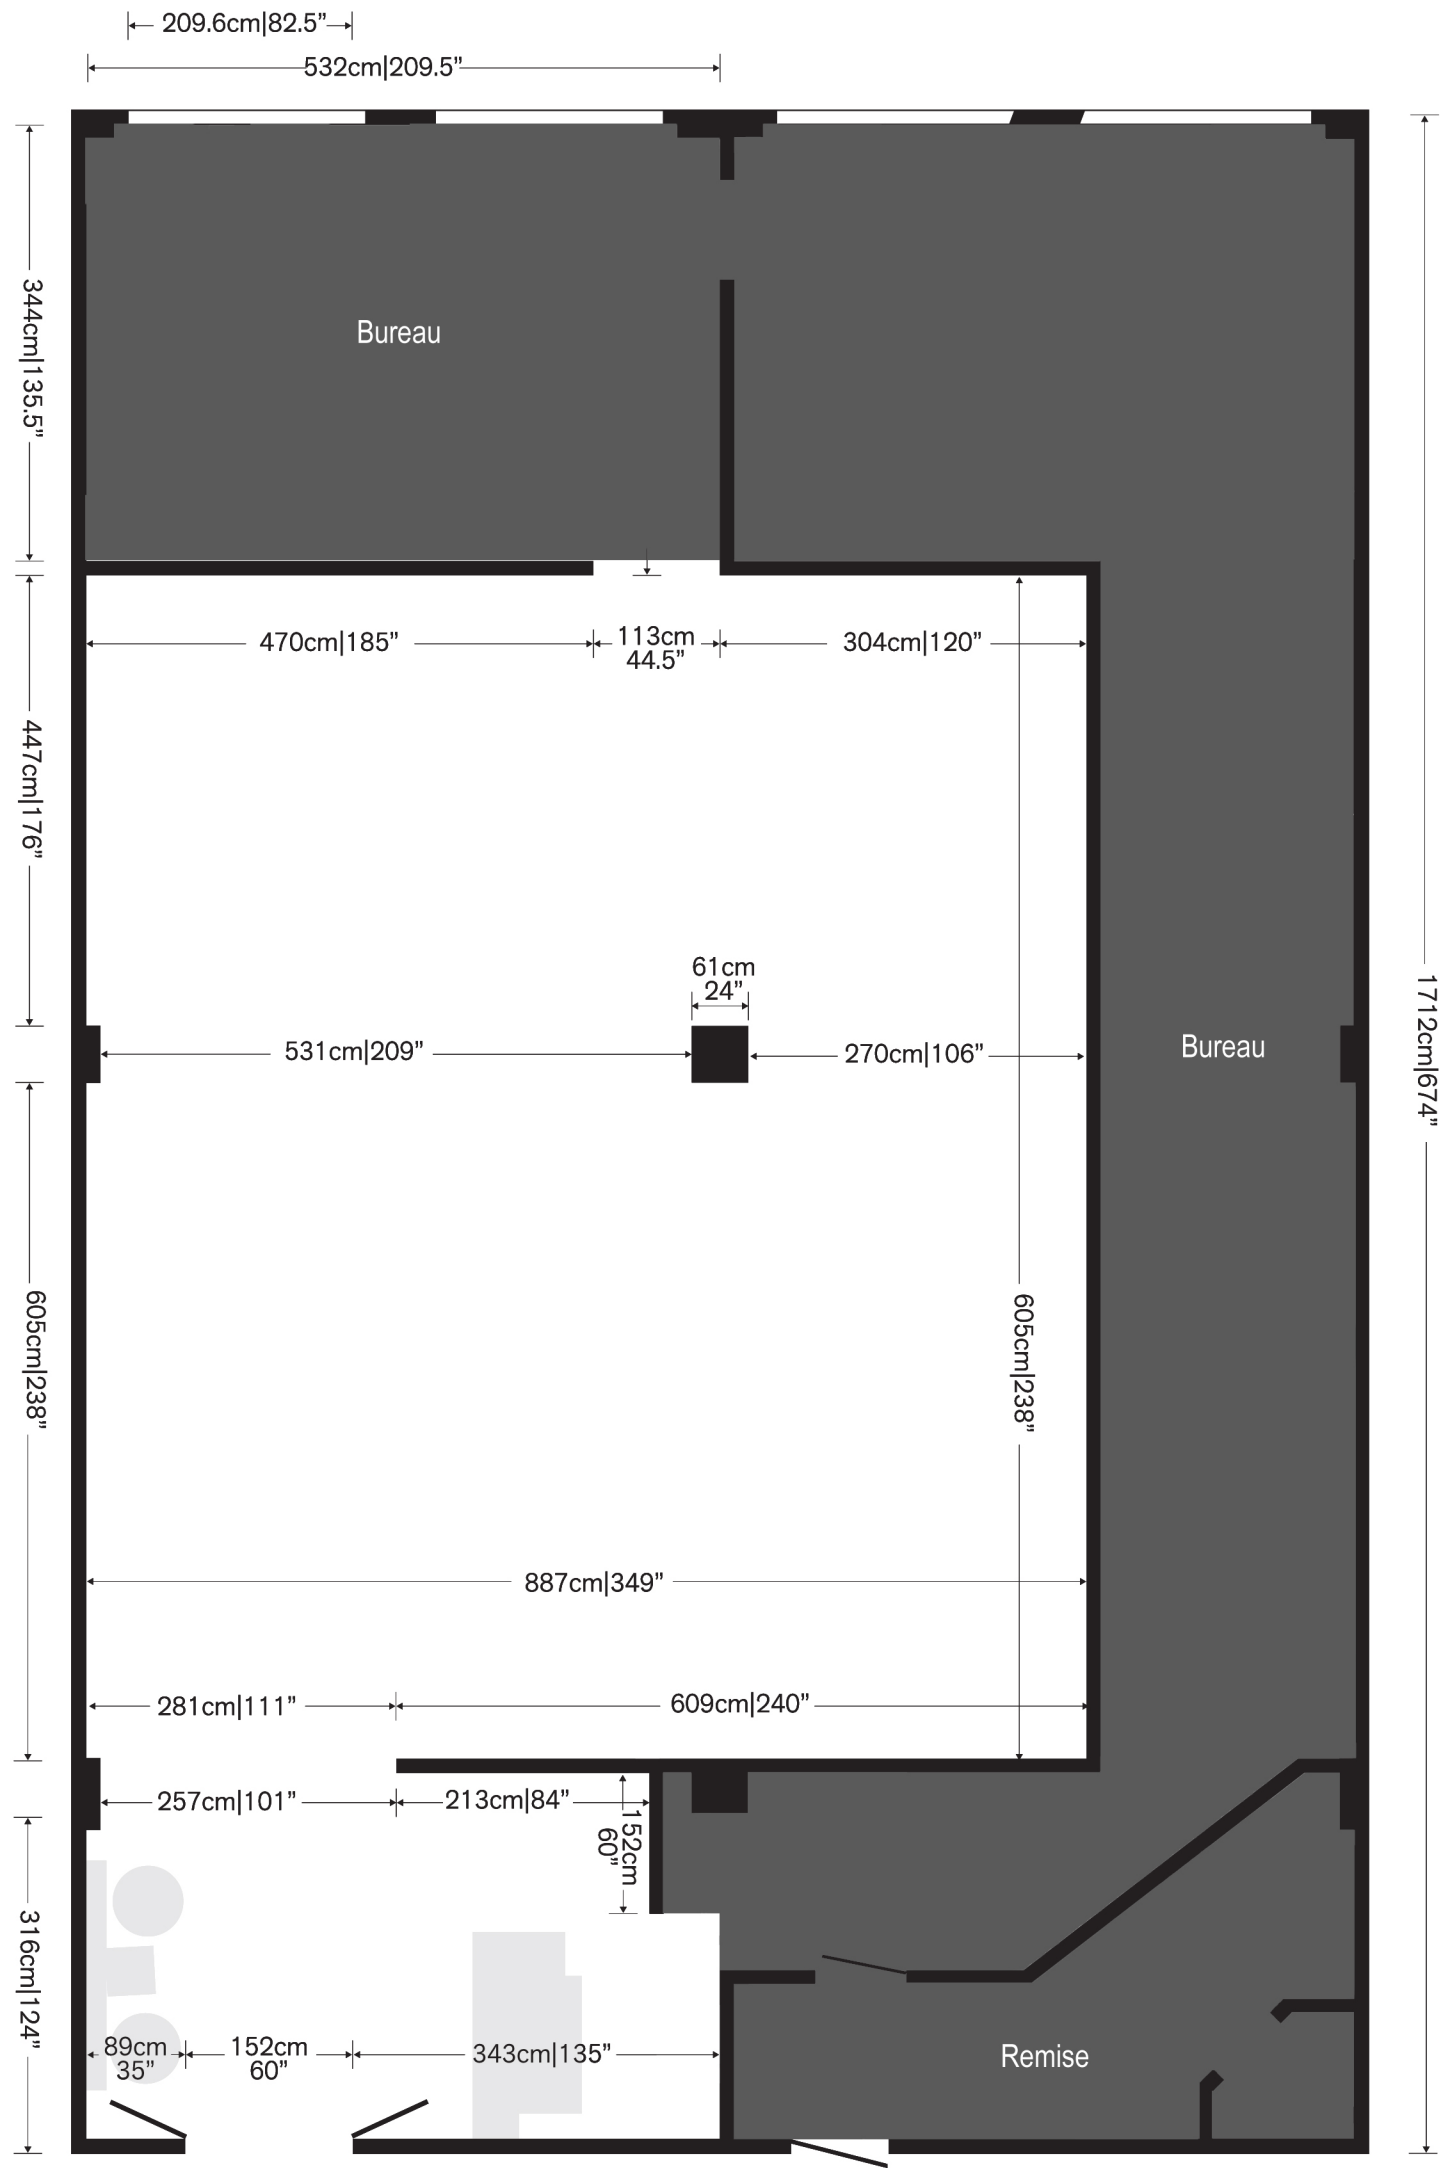 209.6cm|82.5”
532cm|209.5”
344cm|135.5”
Bureau
470cm|185”
113cm
44.5”
304cm|120”
447cm|176”
61cm
24”
531cm|209”
270cm|106”
Bureau
1712cm|674”
605cm|238”
605cm|238”
887cm|349”
281cm|111”
609cm|240”
257cm|101”
213cm|84”
152cm
60”
316cm|124”
89cm
35”
152cm
60”
343cm|135”
Remise